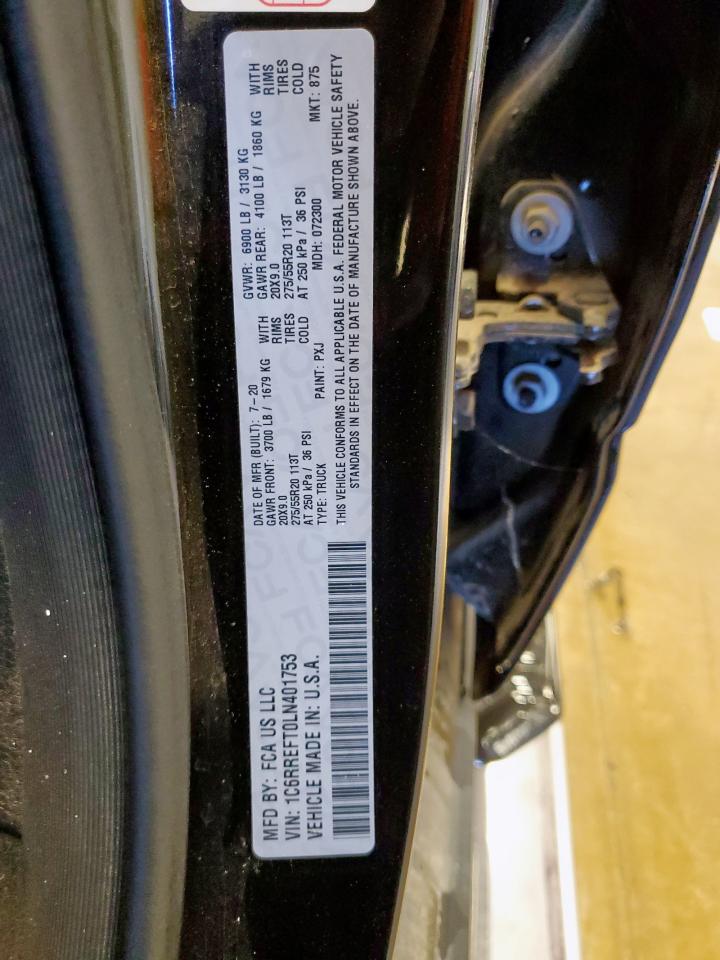 MFD BY: FCA US LLC
VIN: 1C6RREFT0LN401753
VEHICLE MADE IN: U.S.A.
DATE OF MFR (BUILT): 7-20 GVWR: 6900 LB / 3130 KG
GAWR FRONT: 3700 LB / 1679 KG WITH GAWR REAR: 4100 LB / 1860 KG WITH
20X9.0 RIMS 20X9.0 RIMS
275/55R20 113T TIRES 275/55R20 113T TIRES
AT 250 kPa / 36 PSI COLD AT 250 kPa / 36 PSI COLD
TYPE: TRUCK PAINT: PXJ MDH: 072300 MKT: 875
THIS VEHICLE CONFORMS TO ALL APPLICABLE U.S.A. FEDERAL MOTOR VEHICLE SAFETY
STANDARDS IN EFFECT ON THE DATE OF MANUFACTURE SHOWN ABOVE.